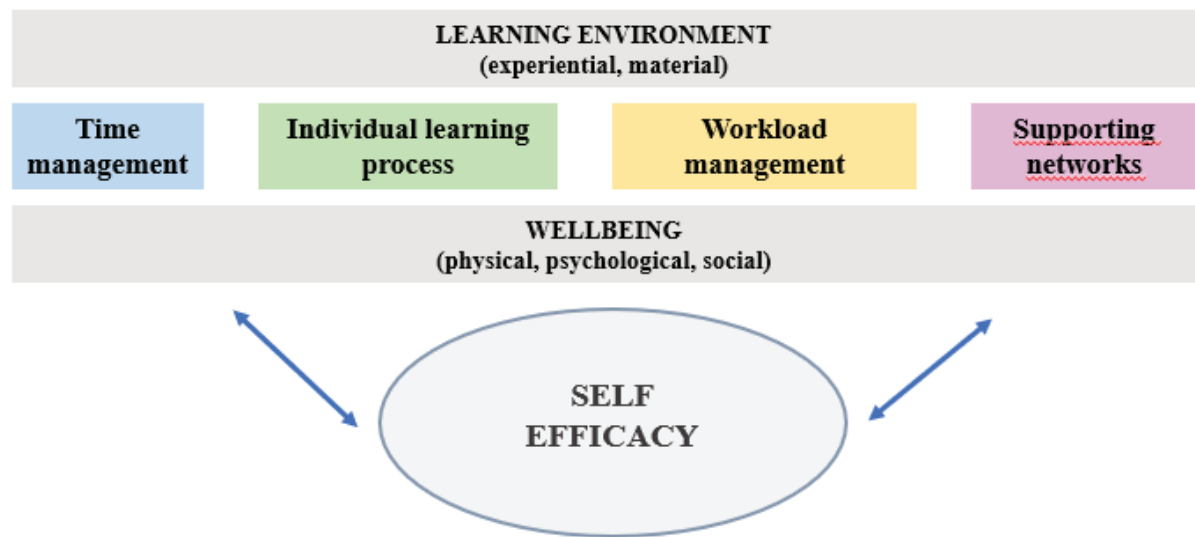 LEARNING ENVIRONMENT
(experiential, material)
Time
management
Individual learning
process
Workload
management
Supporting
networks
WELLBEING
(physical, psychological, social)
SELF
EFFICACY